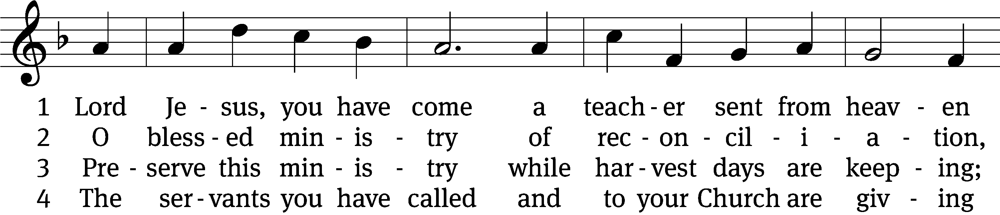 1 Lord Je - sus, you have come a teach - er sent from heav - en
2 O bless - ed min - is - try of rec - on - cil - i - a - tion,
3 Pre - serve this min - is - try while har - vest days are keep - ing;
4 The ser - vants you have called and to your Church are giv - ing